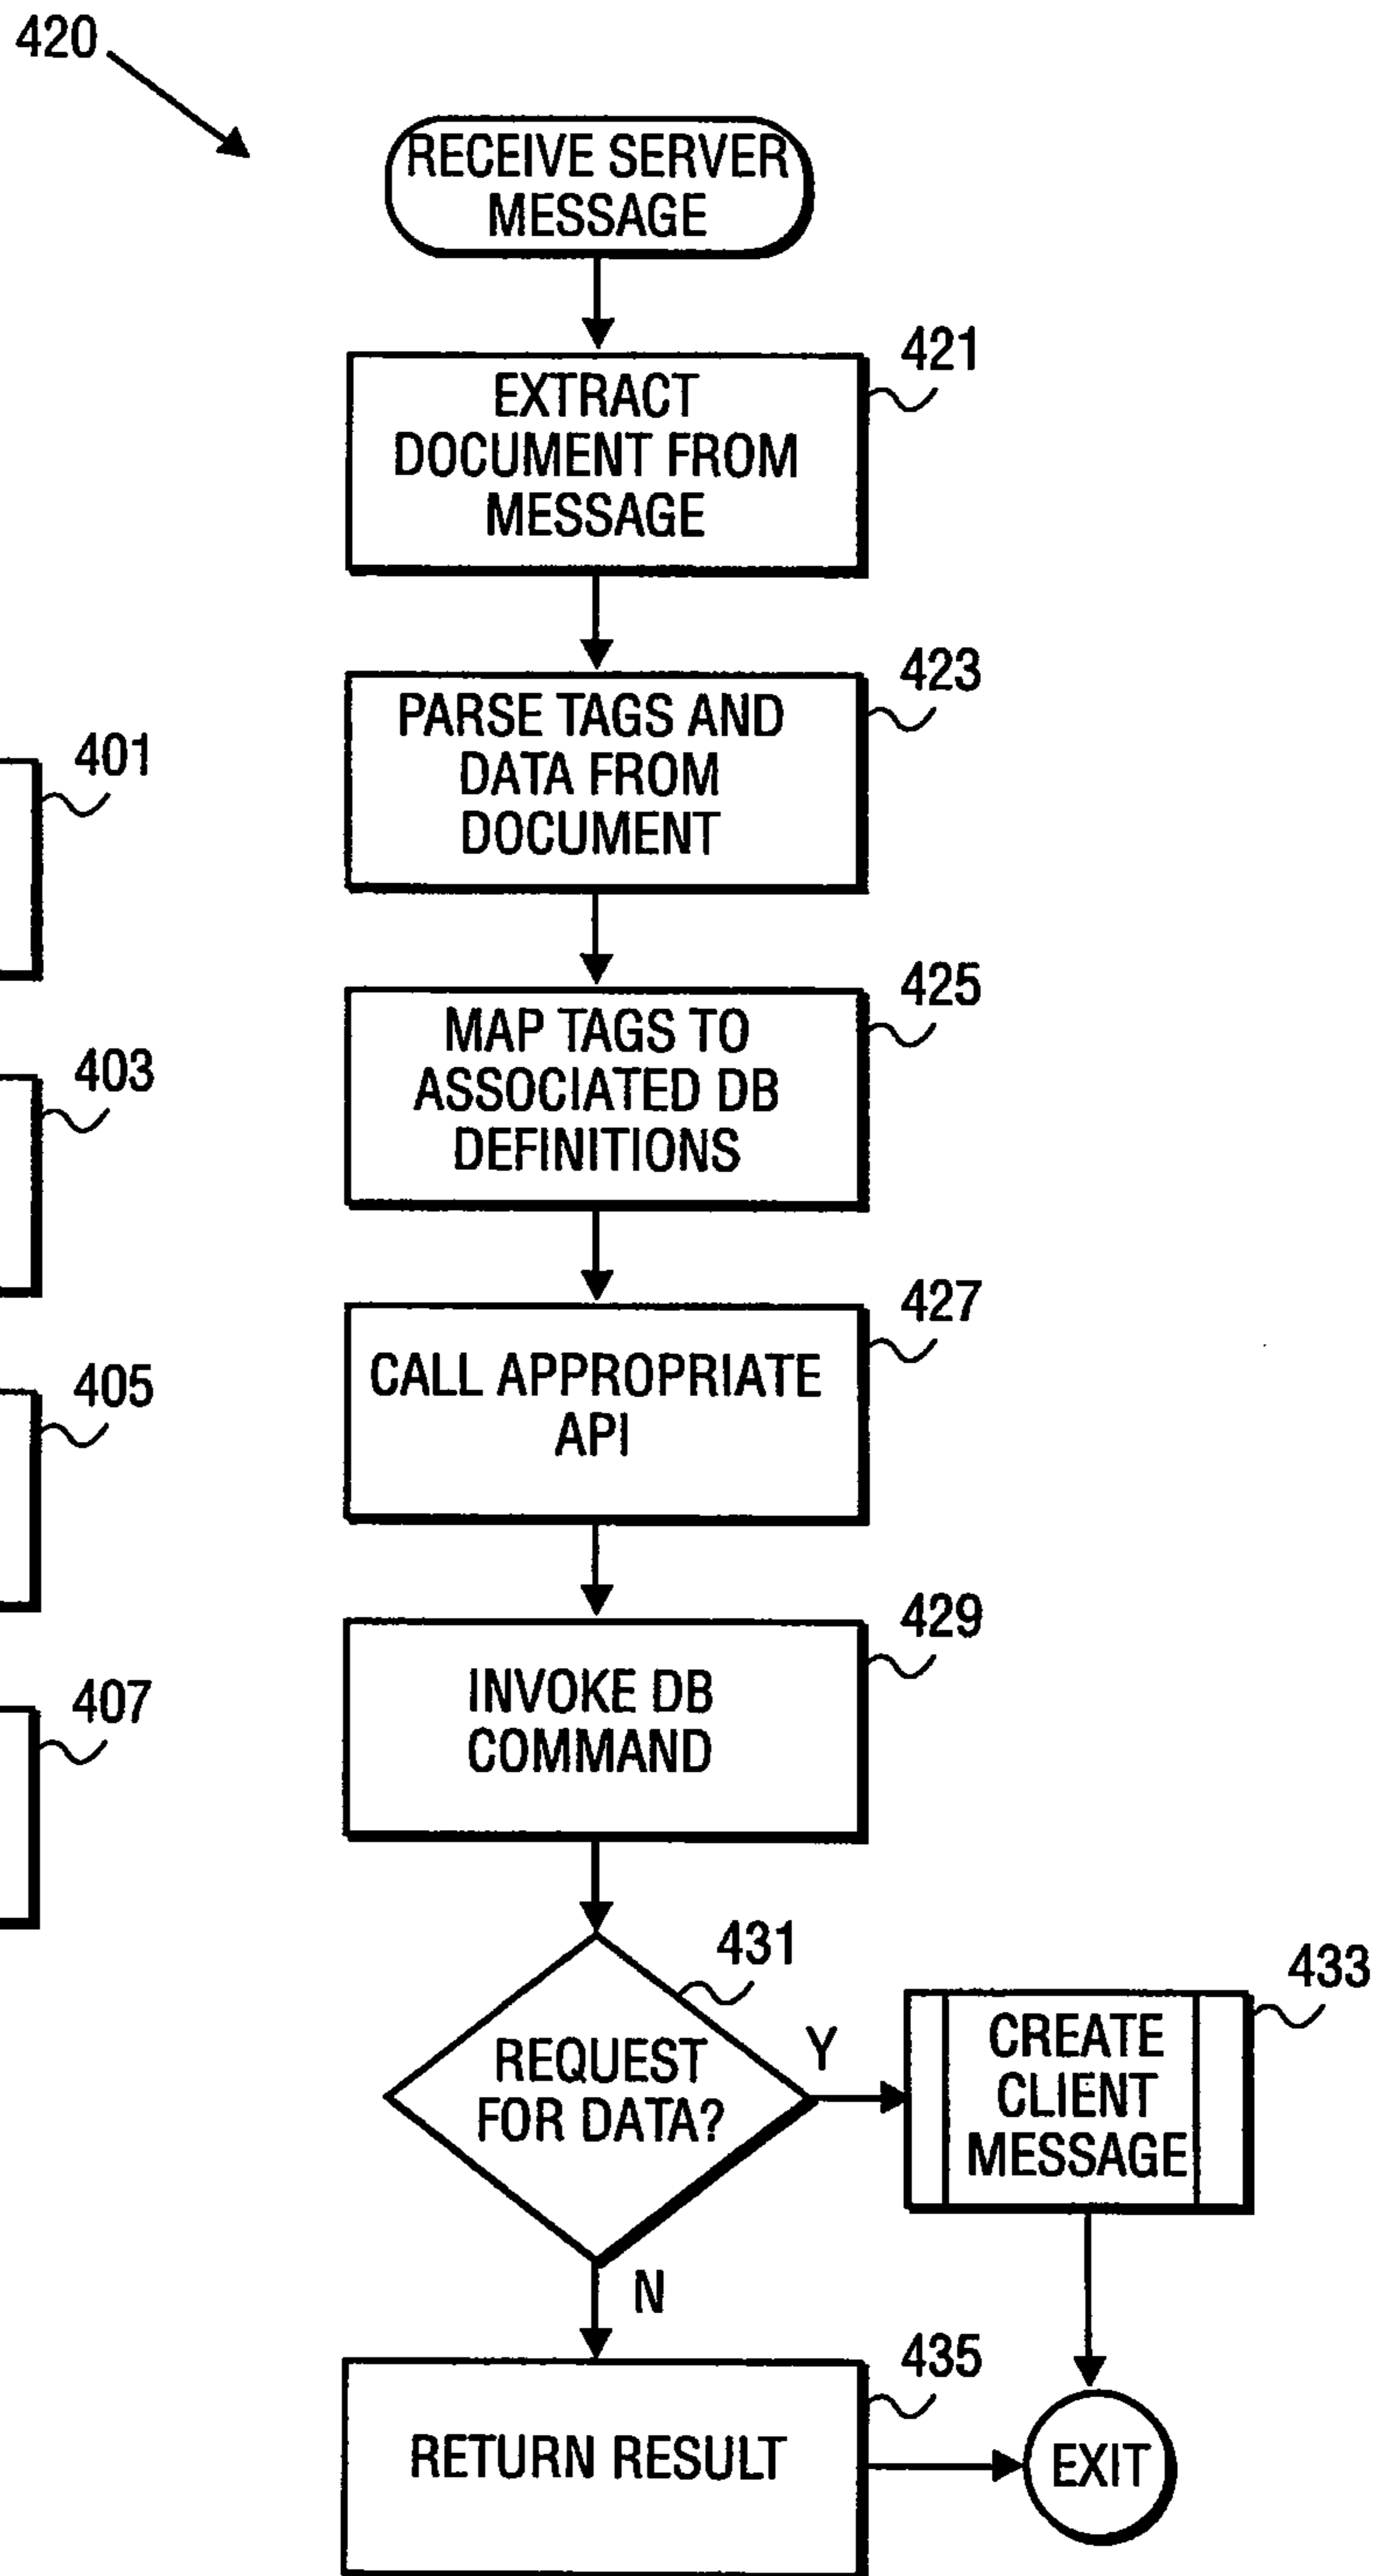 420
RECEIVE SERVER
MESSAGE
421
EXTRACT
DOCUMENT FROM
MESSAGE
423
PARSE TAGS AND
DATA FROM
DOCUMENT
401
425
MAP TAGS TO
ASSOCIATED DB
DEFINITIONS
403
427
CALL APPROPRIATE
API
405
429
INVOKE DB
COMMAND
407
431
REQUEST
FOR DATA?
Y
N
433
CREATE
CLIENT
MESSAGE
435
RETURN RESULT
EXIT